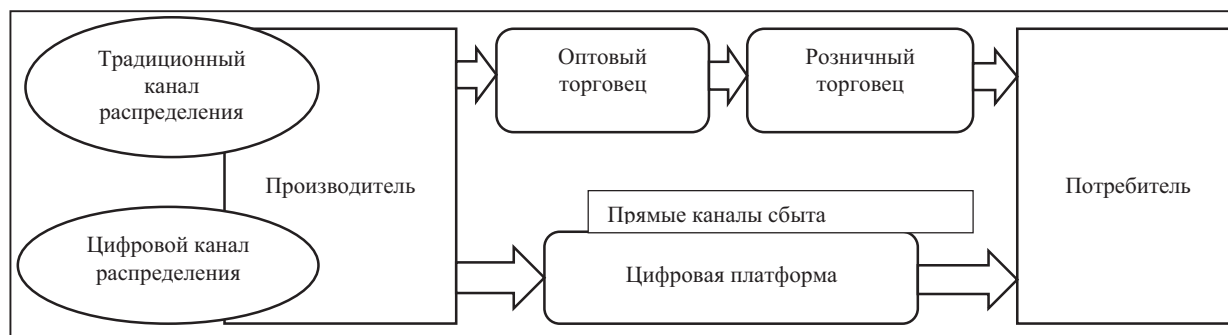 Традиционный
канал
распределения
Оптовый
торговец
Розничный
торговец
Производитель
Потребитель
Прямые каналы сбыта
Цифровой канал
распределения
Цифровая платформа